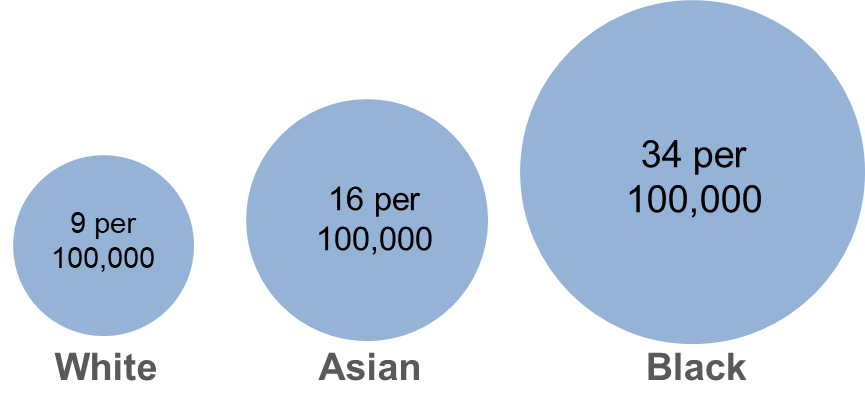 9 per
100,000
16 per
100,000
34 per
100,000
White
Asian
Black